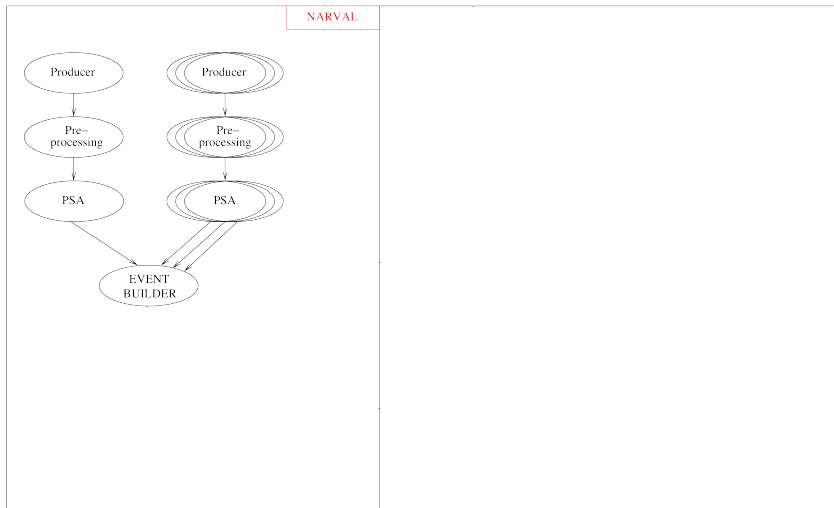 NARVAL
Producer
Producer
Pre-
processing
Pre-
processing
PSA
PSA
EVENT
BUILDER